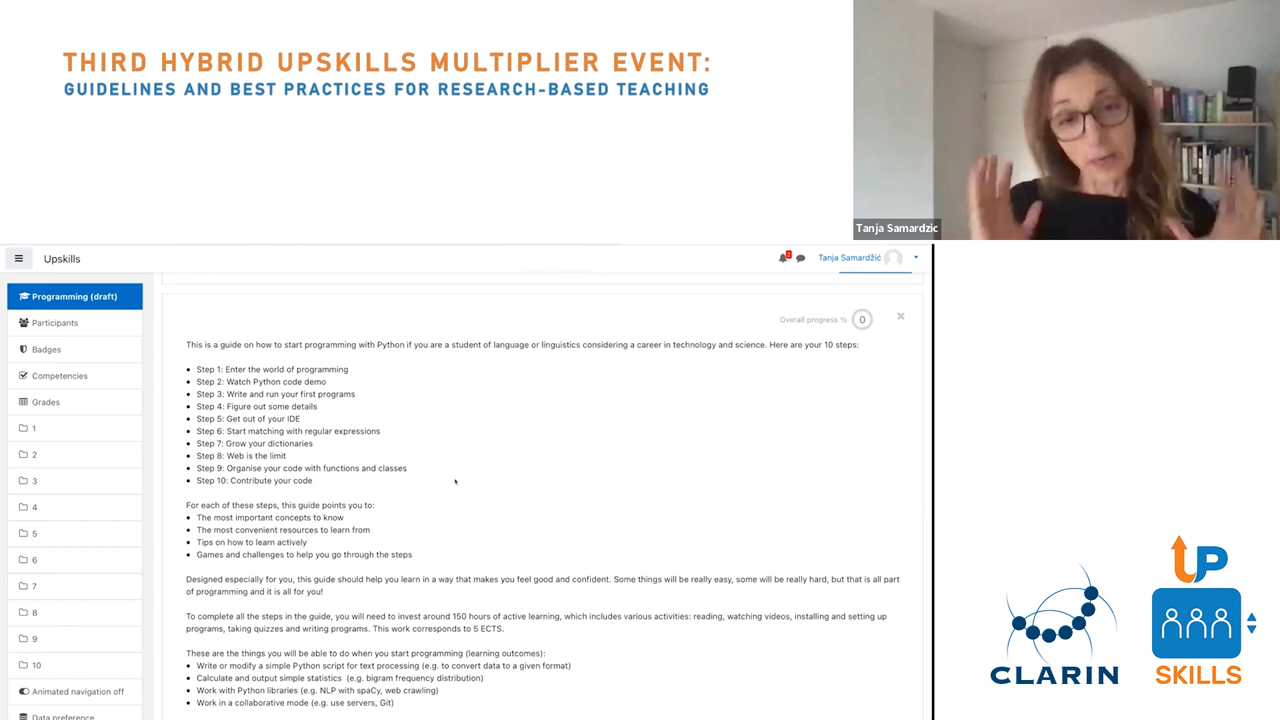 THIRD HYBRID UPSKILLS MULTIPLIER EVENT:
GUIDELINES AND BEST PRACTICES FOR RESEARCH-BASED TEACHING
Tanja Samardzic
Upskills
2
Tanja Samardžić
Programming (draft)
Participants
Badges
Competencies
Grades
1
2
3
4
5
6
7
8
9
10
Animated navigation off
Data preference
Overall progress %
0
This is a guide on how to start programming with Python if you are a student of language or linguistics considering a career in technology and science. Here are your 10 steps:
Step 1: Enter the world of programming
Step 2: Watch Python code demo
Step 3: Write and run your first programs
Step 4: Figure out some details
Step 5: Get out of your IDE
Step 6: Start matching with regular expressions
Step 7: Grow your dictionaries
Step 8: Web is the limit
Step 9: Organise your code with functions and classes
Step 10: Contribute your code
For each of these steps, this guide points you to:
The most important concepts to know
The most convenient resources to learn from
Tips on how to learn actively
Games and challenges to help you go through the steps
Designed especially for you, this guide should help you learn in a way that makes you feel good and confident. Some things will be really easy, some will be really hard, but that is all part
of programming and it is all for you!
To complete all the steps in the guide, you will need to invest around 150 hours of active learning, which includes various activities: reading, watching videos, installing and setting up
programs, taking quizzes and writing programs. This work corresponds to 5 ECTS.
These are the things you will be able to do when you start programming (learning outcomes):
Write or modify a simple Python script for text processing (e.g. to convert data to a given format)
Calculate and output simple statistics (e.g. bigram frequency distribution)
Work with Python libraries (e.g. NLP with spaCy, web crawling)
Work in a collaborative mode (e.g. use servers, Git)
CLARIN
UP
SKILLS